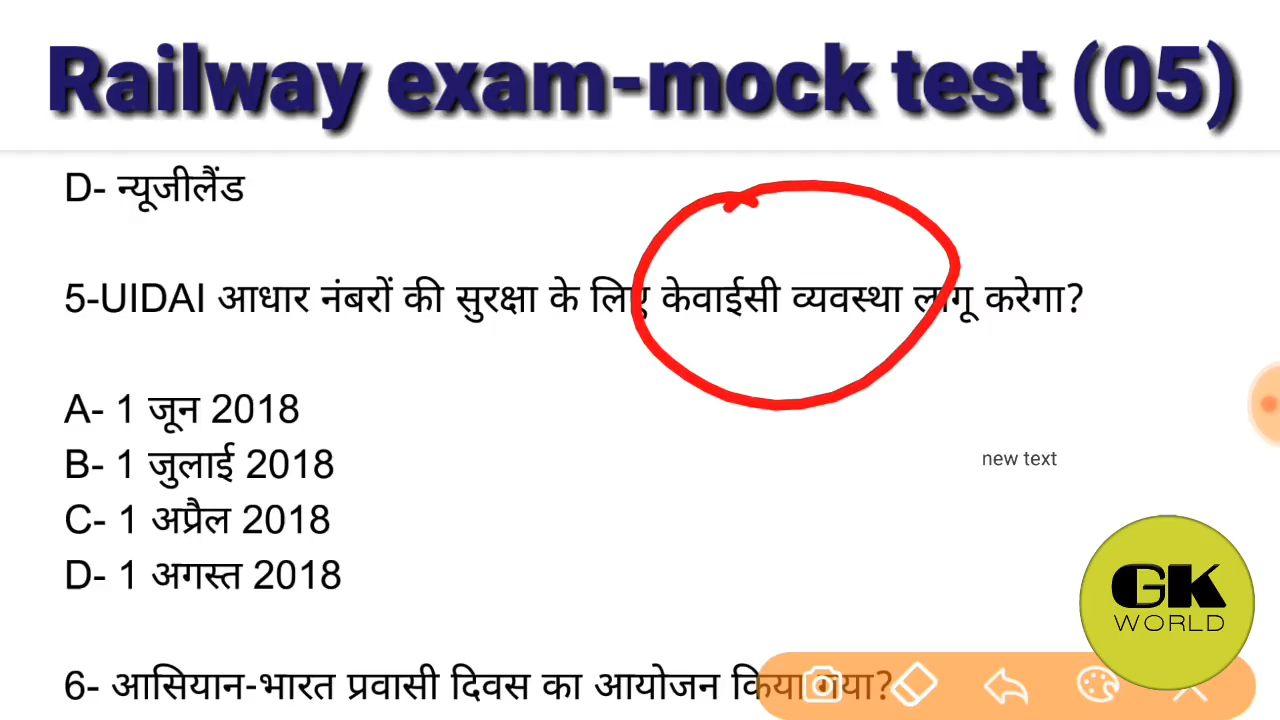 Railway exam-mock test (05)
D- न्यूजीलैंड
5-UIDAI आधार नंबरों की सुरक्षा के लिए केवाईसी व्यवस्था लागू करेगा?
A- 1 जून 2018
B- 1 जुलाई 2018
new text
C- 1 अप्रैल 2018
D- 1 अगस्त 2018
GK
WORLD
6- आसियान-भारत प्रवासी दिवस का आयोजन किया गया?